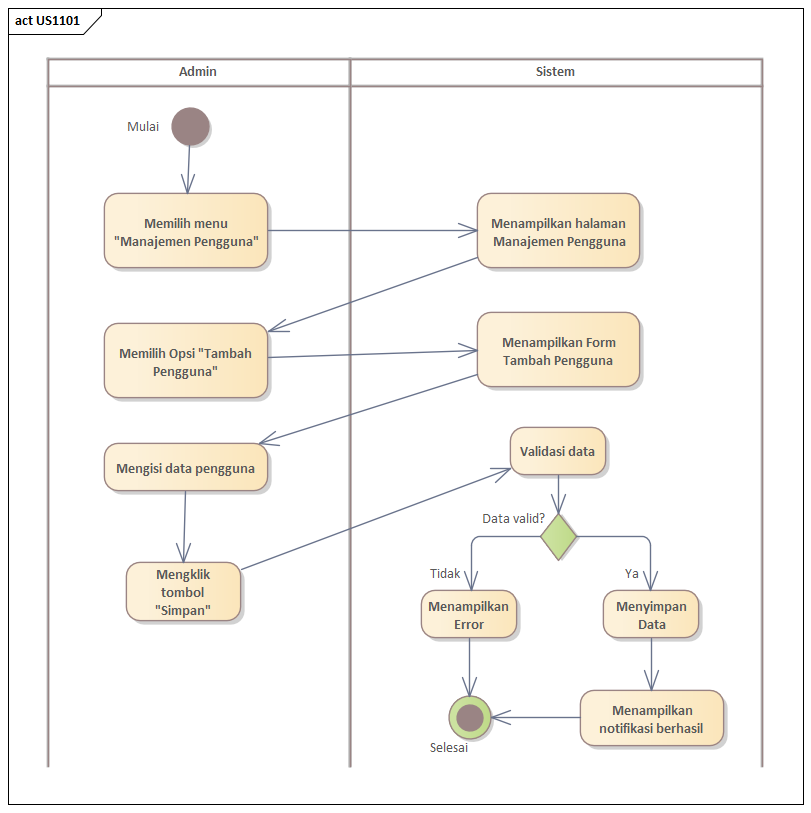 act US1101
Admin
Sistem
Mulai
Memilih menu
"Manajemen Pengguna"
Menampilkan halaman
Manajemen Pengguna
Memilih Opsi "Tambah
Pengguna"
Menampilkan Form
Tambah Pengguna
Mengisi data pengguna
Validasi data
Mengklik
tombol
"Simpan"
Data valid?
Tidak
Ya
Menampilkan
Error
Menyimpan
Data
Menampilkan
notifikasi berhasil
Selesai